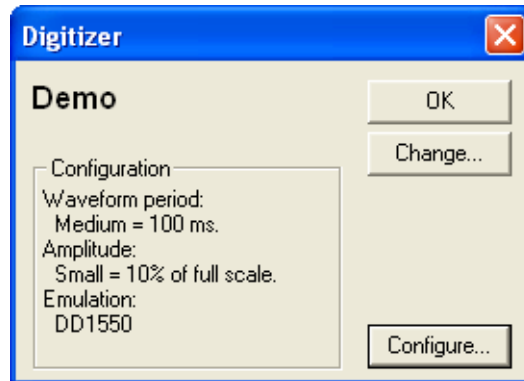 Digitizer
Demo
OK
Change...
Configuration
Waveform period:
Medium = 100 ms.
Amplitude:
Small = 10% of full scale.
Emulation:
DD1550
Configure...